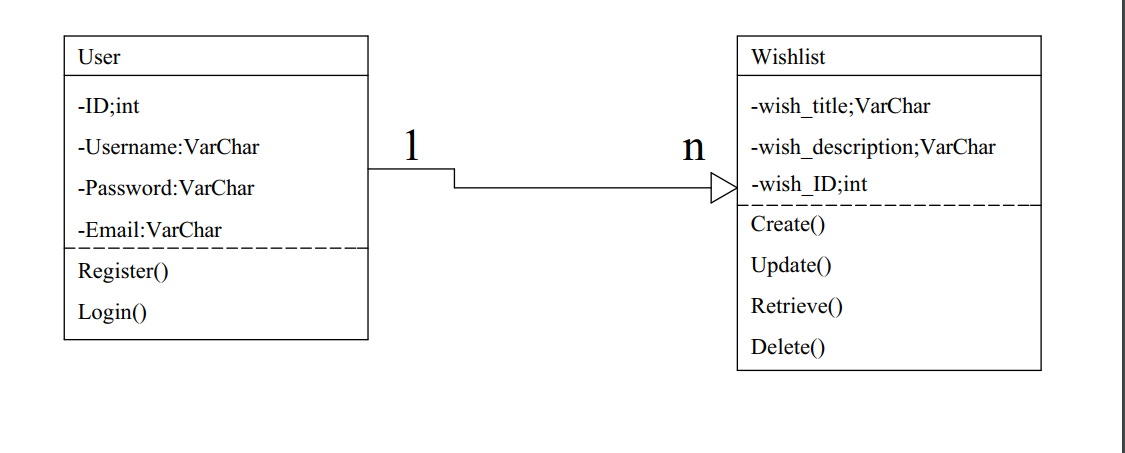 User
-ID;int
-Username:VarChar
-Password:VarChar
-Email:VarChar
Register()
Login()
1
n
Wishlist
-wish_title;VarChar
-wish_description;VarChar
-wish_ID;int
Create()
Update()
Retrieve()
Delete()